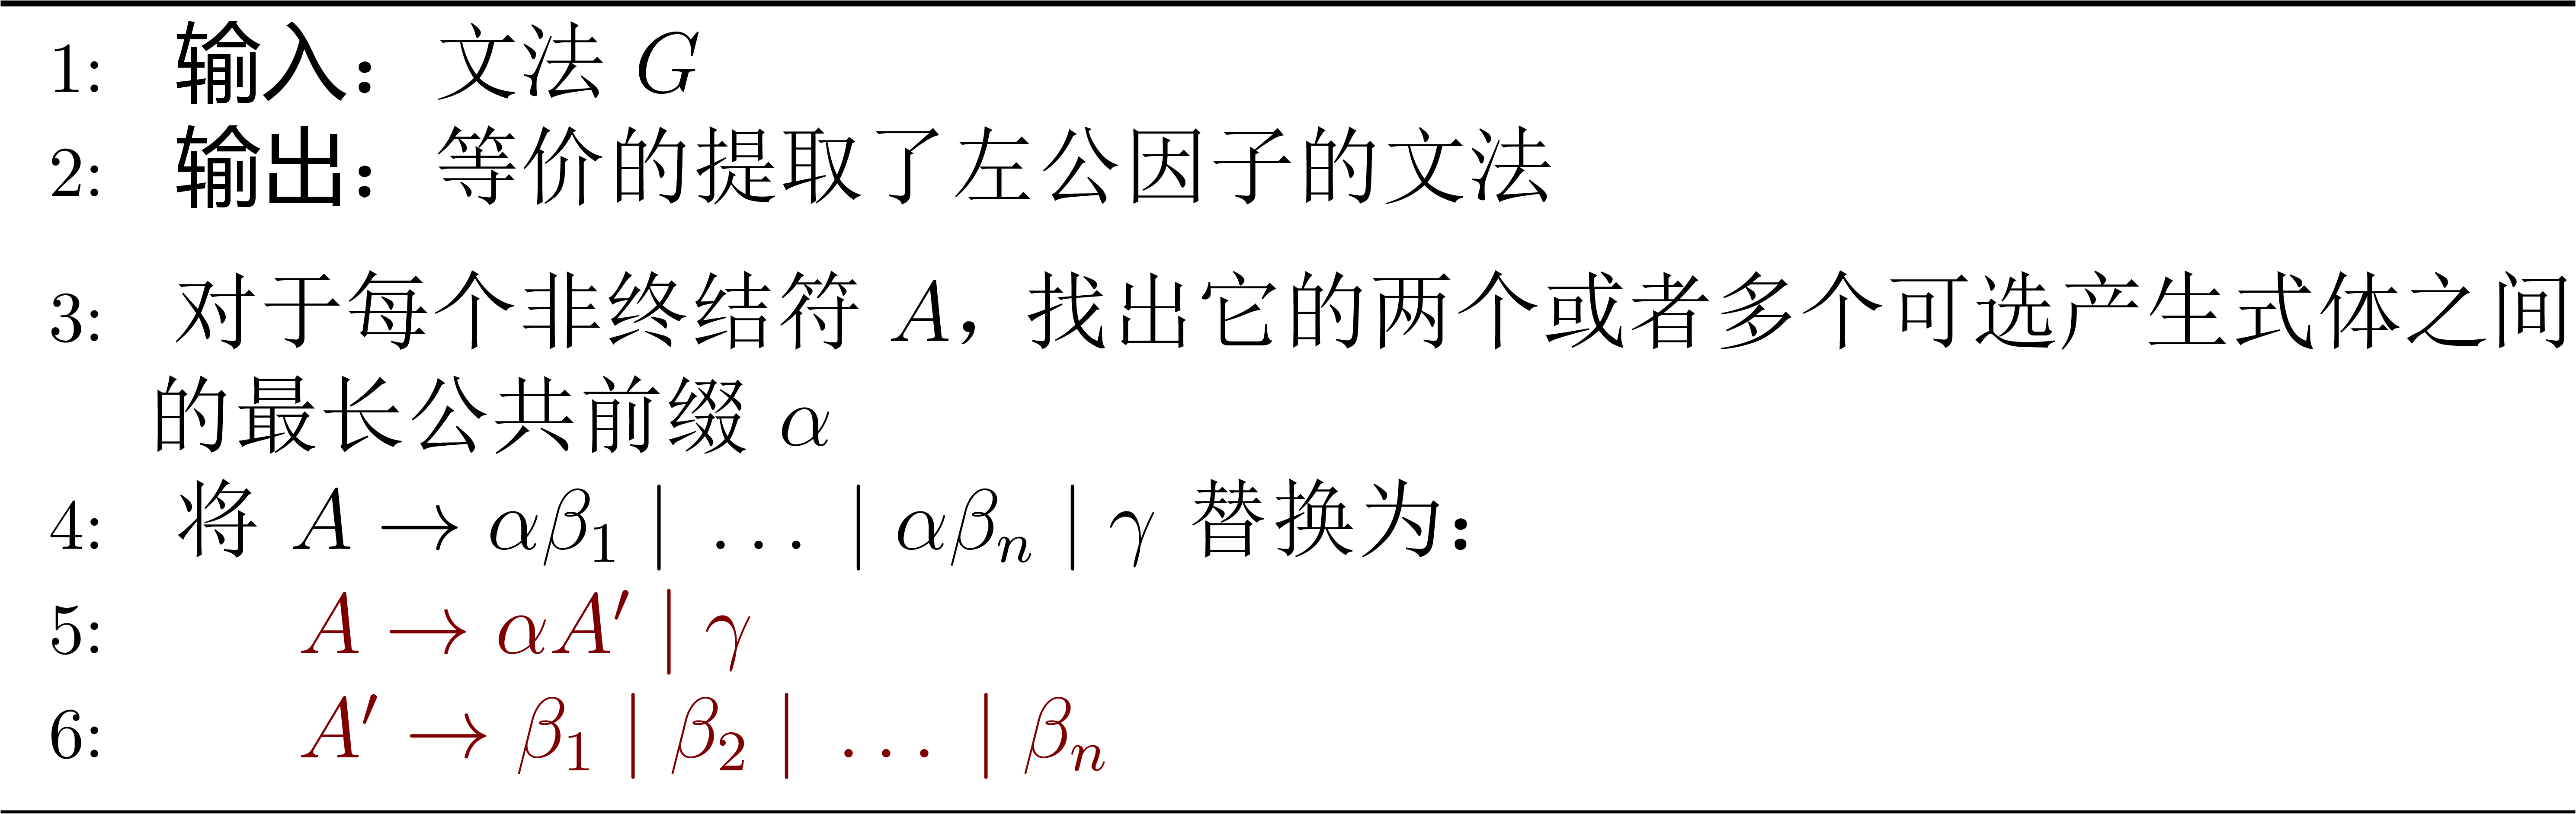 1: 输入：文法 G
2: 输出：等价的提取了左公因子的文法
3: 对于每个非终结符 A，找出它的两个或者多个可选产生式体之间
的最长公共前缀 α
4: 将 A → αβ₁ | … | αβₙ | γ 替换为：
5: A → αA′ | γ
6: A′ → β₁ | β₂ | … | βₙ